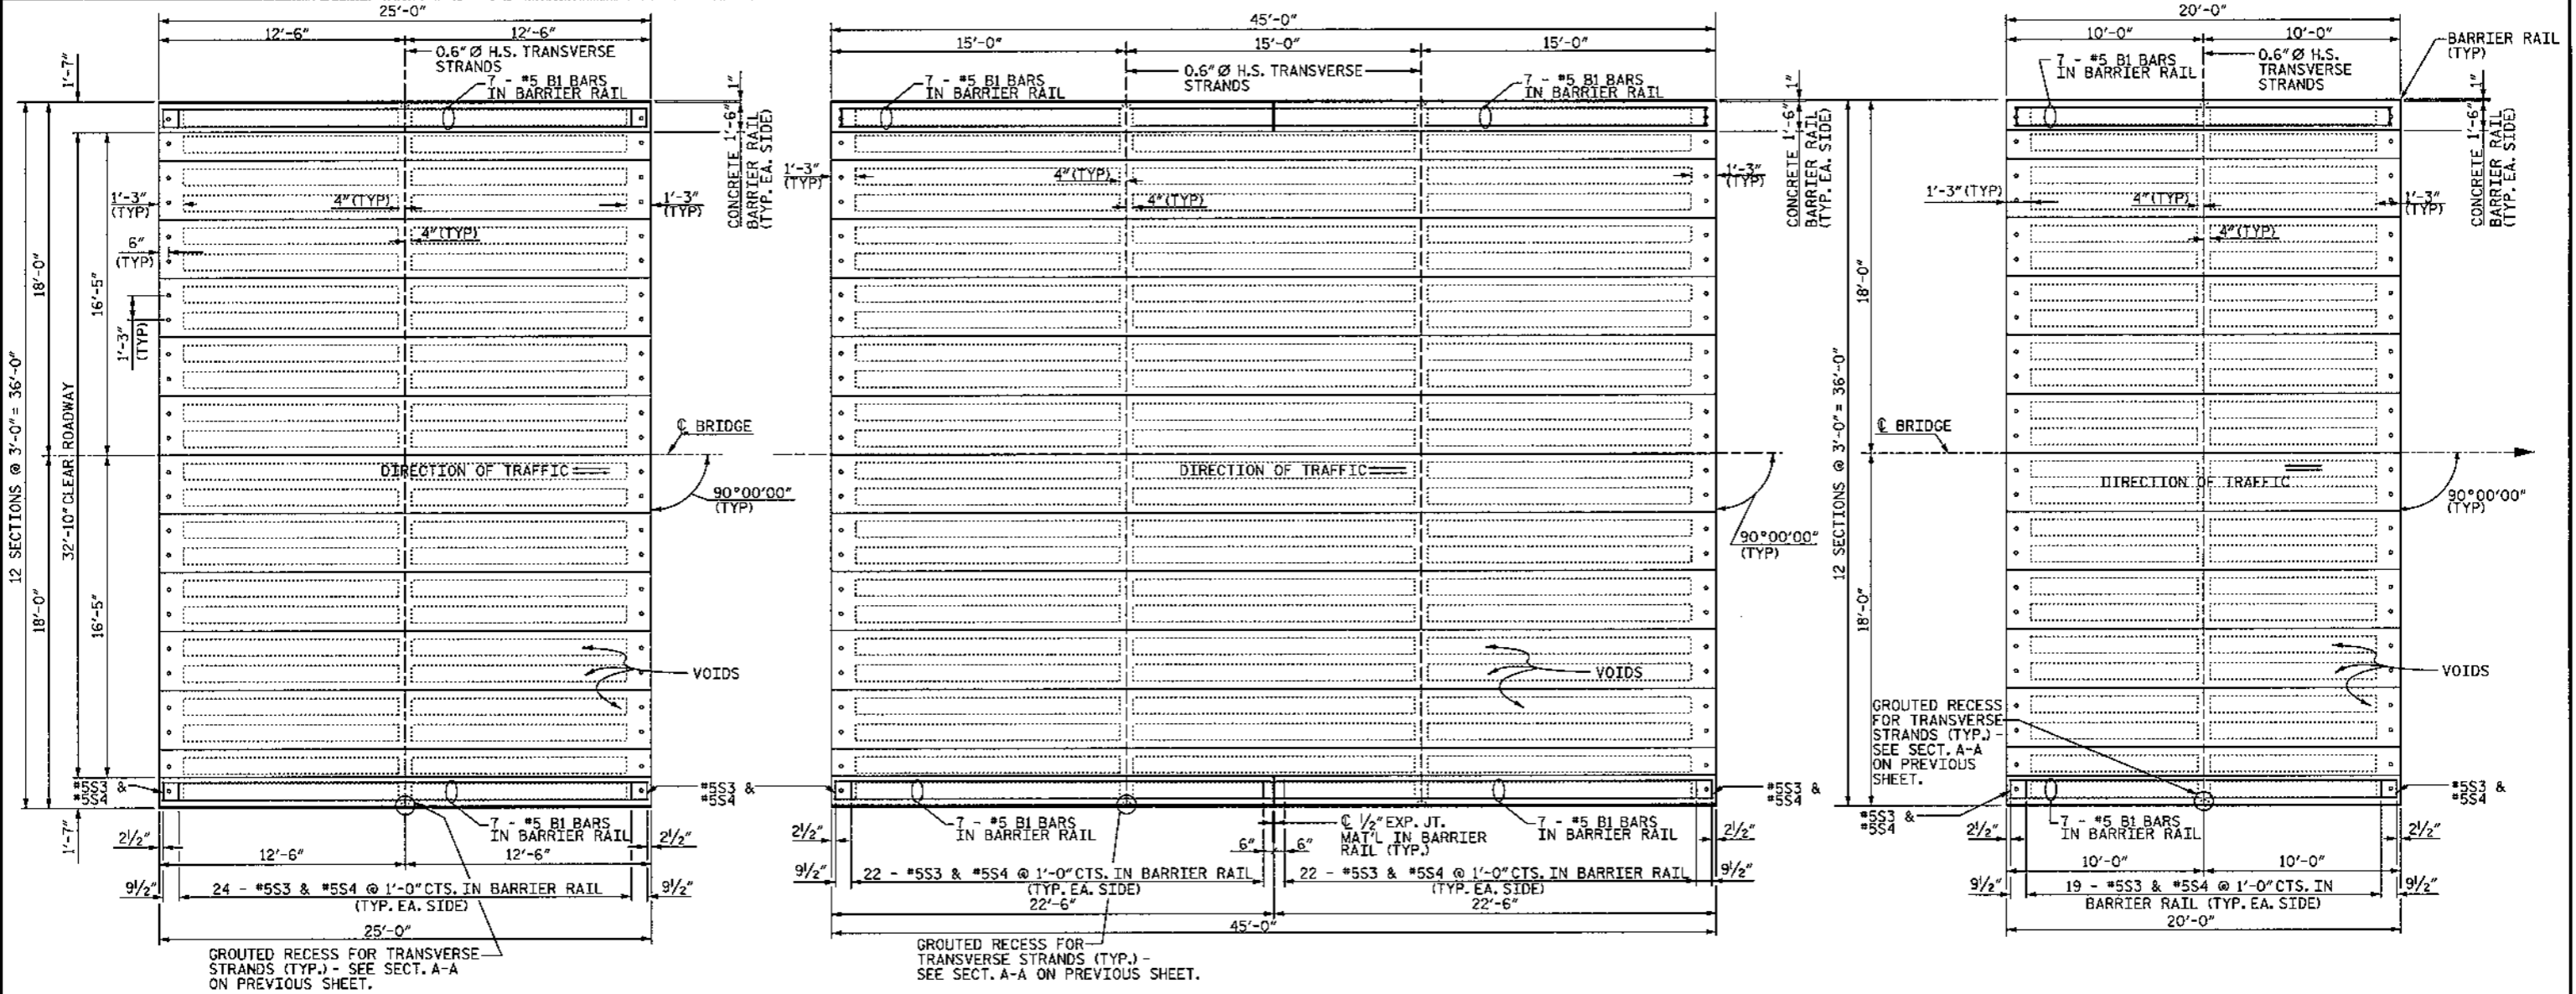 25'-0"
12'-6" 12'-6"
0.6" Ø H.S. TRANSVERSE
STRANDS
7 - #5 B1 BARS
IN BARRIER RAIL
1'-7"
1"
CONCRETE 1'-6"
BARRIER RAIL
(TYP. EA. SIDE)
1'-3"
(TYP)
4"(TYP)
1'-3"
(TYP)
4"(TYP)
6"
(TYP)
1'-3"
(TYP)
12 SECTIONS @ 3'-0" = 36'-0"
18'-0"
18'-0"
32'-10" CLEAR ROADWAY
16'-5"
16'-5"
℄ BRIDGE
DIRECTION OF TRAFFIC
90°00'00"
(TYP)
VOIDS
#5S3 &
#5S4
#5S3 &
#5S4
7 - #5 B1 BARS
IN BARRIER RAIL
1'-7"
2½" 2½"
12'-6" 12'-6"
9½" 24 - #5S3 & #5S4 @ 1'-0" CTS. IN BARRIER RAIL 9½"
(TYP. EA. SIDE)
25'-0"
GROUTED RECESS FOR TRANSVERSE
STRANDS (TYP.) - SEE SECT. A-A
ON PREVIOUS SHEET.
45'-0"
15'-0" 15'-0" 15'-0"
0.6" Ø H.S. TRANSVERSE
STRANDS
7 - #5 B1 BARS
IN BARRIER RAIL
7 - #5 B1 BARS
IN BARRIER RAIL
1"
CONCRETE 1'-6"
BARRIER RAIL
(TYP. EA. SIDE)
1'-3"
(TYP)
4"(TYP)
1'-3"
(TYP)
DIRECTION OF TRAFFIC
90°00'00"
(TYP)
VOIDS
#5S3 &
#5S4
7 - #5 B1 BARS
IN BARRIER RAIL
℄ ½" EXP. JT.
MAT'L IN BARRIER
RAIL (TYP.)
7 - #5 B1 BARS
IN BARRIER RAIL
2½" 6" 6" 2½"
9½" 22 - #5S3 & #5S4 @ 1'-0" CTS. IN BARRIER RAIL
(TYP. EA. SIDE)
22 - #5S3 & #5S4 @ 1'-0" CTS. IN BARRIER RAIL 9½"
(TYP. EA. SIDE)
22'-6" 22'-6"
45'-0"
GROUTED RECESS FOR
TRANSVERSE STRANDS (TYP.) -
SEE SECT. A-A ON PREVIOUS SHEET.
20'-0"
10'-0" 10'-0"
BARRIER RAIL
(TYP)
7 - #5 B1 BARS
IN BARRIER RAIL
0.6" Ø H.S.
TRANSVERSE
STRANDS
1"
CONCRETE 1'-6"
BARRIER RAIL
(TYP. EA. SIDE)
1'-3" (TYP)
4"(TYP)
1'-3"
(TYP)
4"(TYP)
12 SECTIONS @ 3'-0" = 36'-0"
18'-0"
18'-0"
℄ BRIDGE
DIRECTION OF TRAFFIC
90°00'00"
(TYP)
VOIDS
GROUTED RECESS
FOR TRANSVERSE
STRANDS (TYP.) -
SEE SECT. A-A
ON PREVIOUS
SHEET.
#5S3 &
#5S4
#5S3 &
#5S4
7 - #5 B1 BARS
IN BARRIER RAIL
2½" 2½"
10'-0" 10'-0"
9½" 19 - #5S3 & #5S4 @ 1'-0" CTS. IN 9½"
BARRIER RAIL (TYP. EA. SIDE)
20'-0"